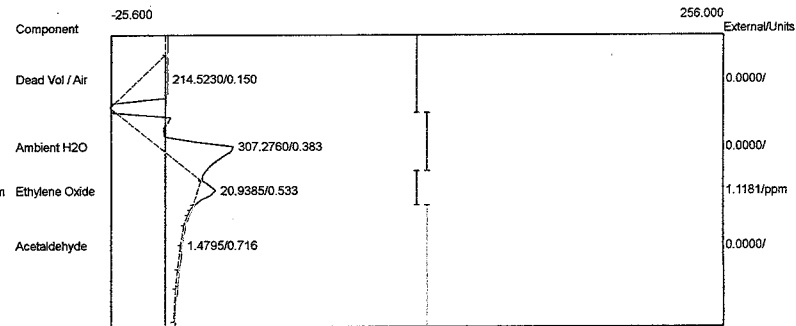 -25.600 256.000
Component External/Units
Dead Vol / Air 214.5230/0.150 0.0000/
Ambient H2O 307.2760/0.383 0.0000/
Ethylene Oxide 20.9385/0.533 1.1181/ppm
Acetaldehyde 1.4795/0.716 0.0000/